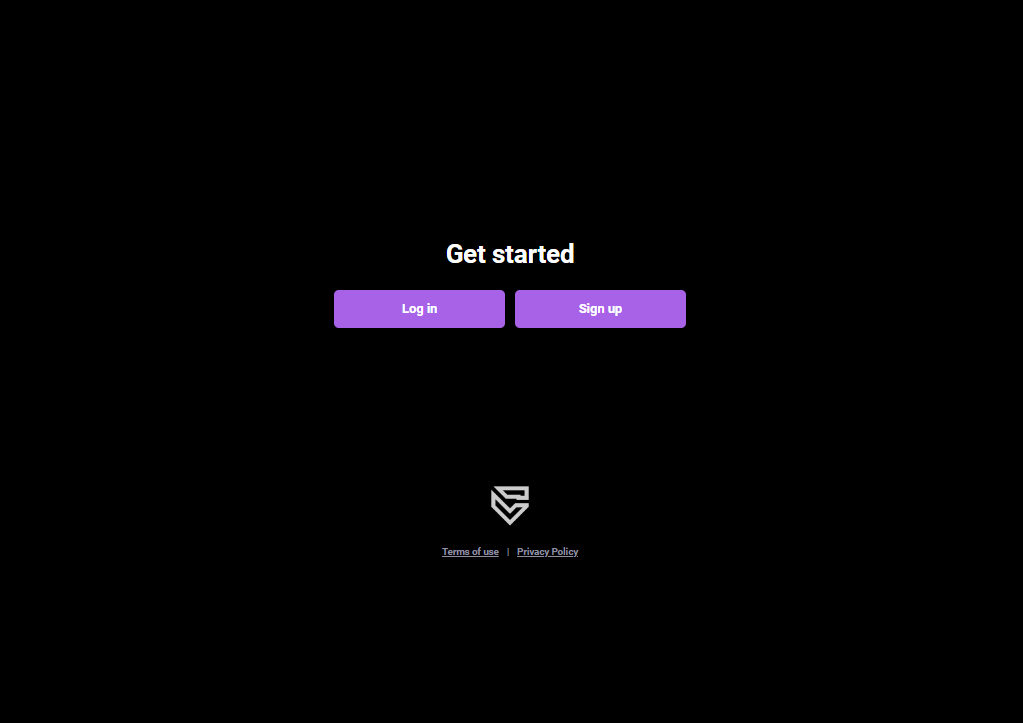 Get started
Log in Sign up
Terms of use | Privacy Policy